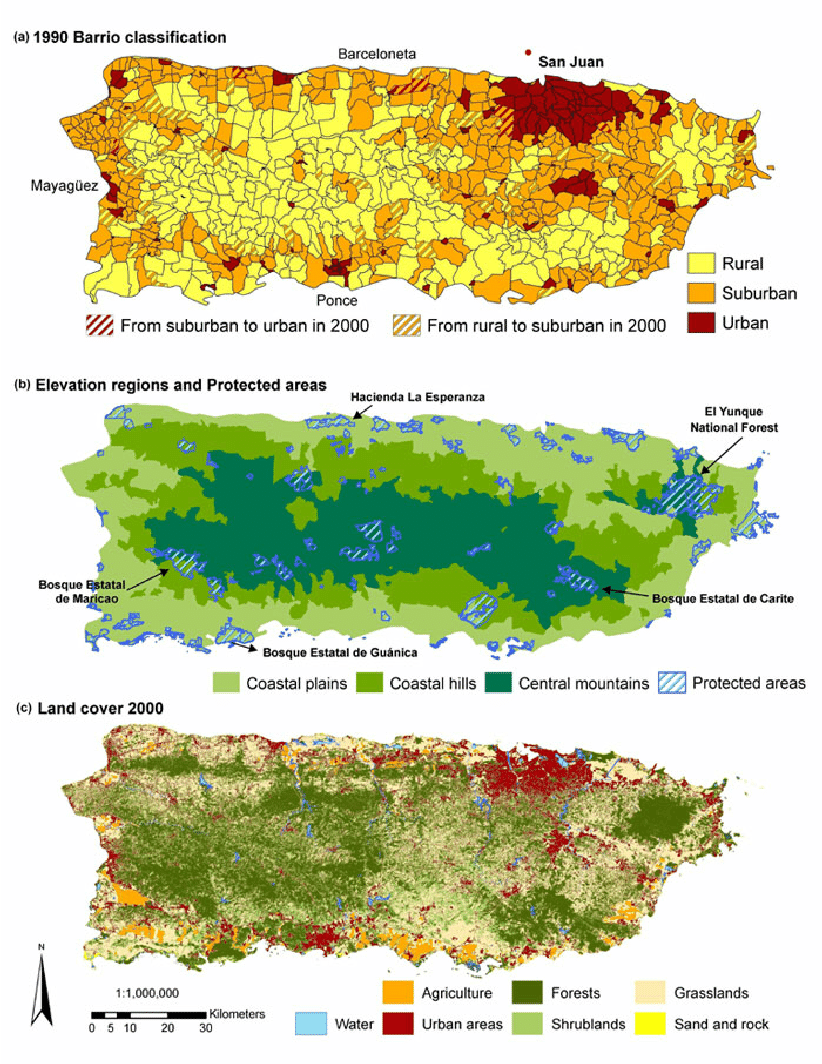 (a) 1990 Barrio classification
Barceloneta
San Juan
Mayagüez
Ponce
Rural
Suburban
Urban
From suburban to urban in 2000
From rural to suburban in 2000
(b) Elevation regions and Protected areas
Hacienda La Esperanza
El Yunque
National Forest
Bosque Estatal
de Maricao
Bosque Estatal de Carite
Bosque Estatal de Guánica
Coastal plains
Coastal hills
Central mountains
Protected areas
(c) Land cover 2000
N
1:1,000,000
Kilometers
0 5 10 20 30
Agriculture
Forests
Grasslands
Water
Urban areas
Shrublands
Sand and rock